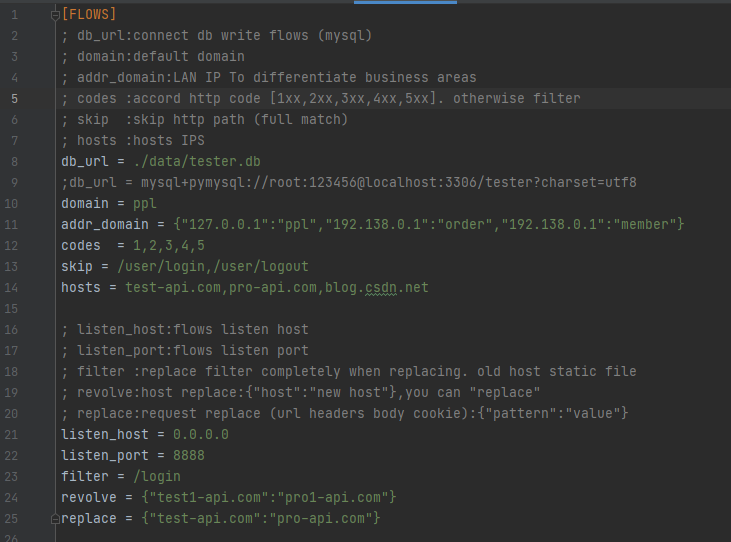 1 [FLOWS]
2 ; db_url:connect db write flows (mysql)
3 ; domain:default domain
4 ; addr_domain:LAN IP To differentiate business areas
5 ; codes :accord http code [1xx,2xx,3xx,4xx,5xx]. otherwise filter
6 ; skip  :skip http path (full match)
7 ; hosts :hosts IPS
8 db_url = ./data/tester.db
9 ;db_url = mysql+pymysql://root:123456@localhost:3306/tester?charset=utf8
10 domain = ppl
11 addr_domain = {"127.0.0.1":"ppl","192.138.0.1":"order","192.138.0.1":"member"}
12 codes  = 1,2,3,4,5
13 skip = /user/login,/user/logout
14 hosts = test-api.com,pro-api.com,blog.csdn.net
15
16 ; listen_host:flows listen host
17 ; listen_port:flows listen port
18 ; filter :replace filter completely when replacing. old host static file
19 ; revolve:host replace:{"host":"new host"},you can "replace"
20 ; replace:request replace (url headers body cookie):{"pattern":"value"}
21 listen_host = 0.0.0.0
22 listen_port = 8888
23 filter = /login
24 revolve = {"test1-api.com":"pro1-api.com"}
25 replace = {"test-api.com":"pro-api.com"}
26